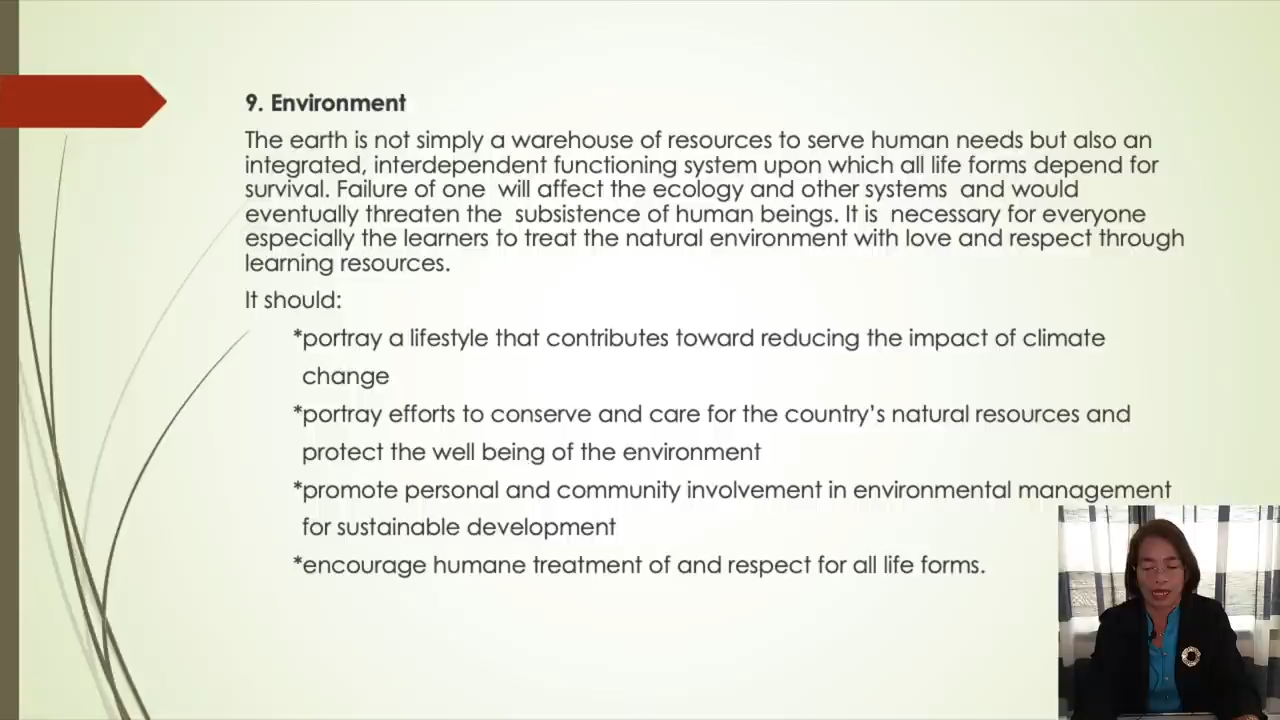 9. Environment
The earth is not simply a warehouse of resources to serve human needs but also an
integrated, interdependent functioning system upon which all life forms depend for
survival. Failure of one will affect the ecology and other systems and would
eventually threaten the subsistence of human beings. It is necessary for everyone
especially the learners to treat the natural environment with love and respect through
learning resources.
It should:
*portray a lifestyle that contributes toward reducing the impact of climate
change
*portray efforts to conserve and care for the country’s natural resources and
protect the well being of the environment
*promote personal and community involvement in environmental management
for sustainable development
*encourage humane treatment of and respect for all life forms.